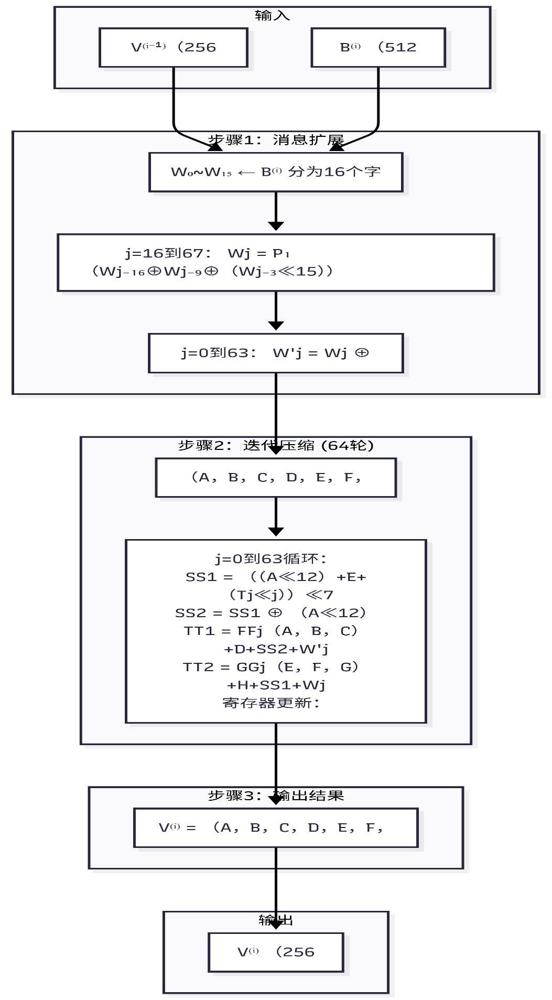 输入
V⁽ⁱ⁻¹⁾（256
B⁽ⁱ⁾（512
步骤1：消息扩展
W₀~W₁₅ ← B⁽ⁱ⁾ 分为16个字
j=16到67： Wj = P₁
（Wj₋₁₆⊕Wj₋₉⊕（Wj₋₃≪15））
j=0到63： W'j = Wj ⊕
步骤2：迭代压缩 (64轮)
（A，B，C，D，E，F，
j=0到63循环：
SS1 = （（A≪12）+E+
（Tj≪j））≪7
SS2 = SS1 ⊕ （A≪12）
TT1 = FFj（A，B，C）
+D+SS2+W'j
TT2 = GGj（E，F，G）
+H+SS1+Wj
寄存器更新：
步骤3：输出结果
V⁽ⁱ⁾ = （A，B，C，D，E，F，
输出
V⁽ⁱ⁾（256